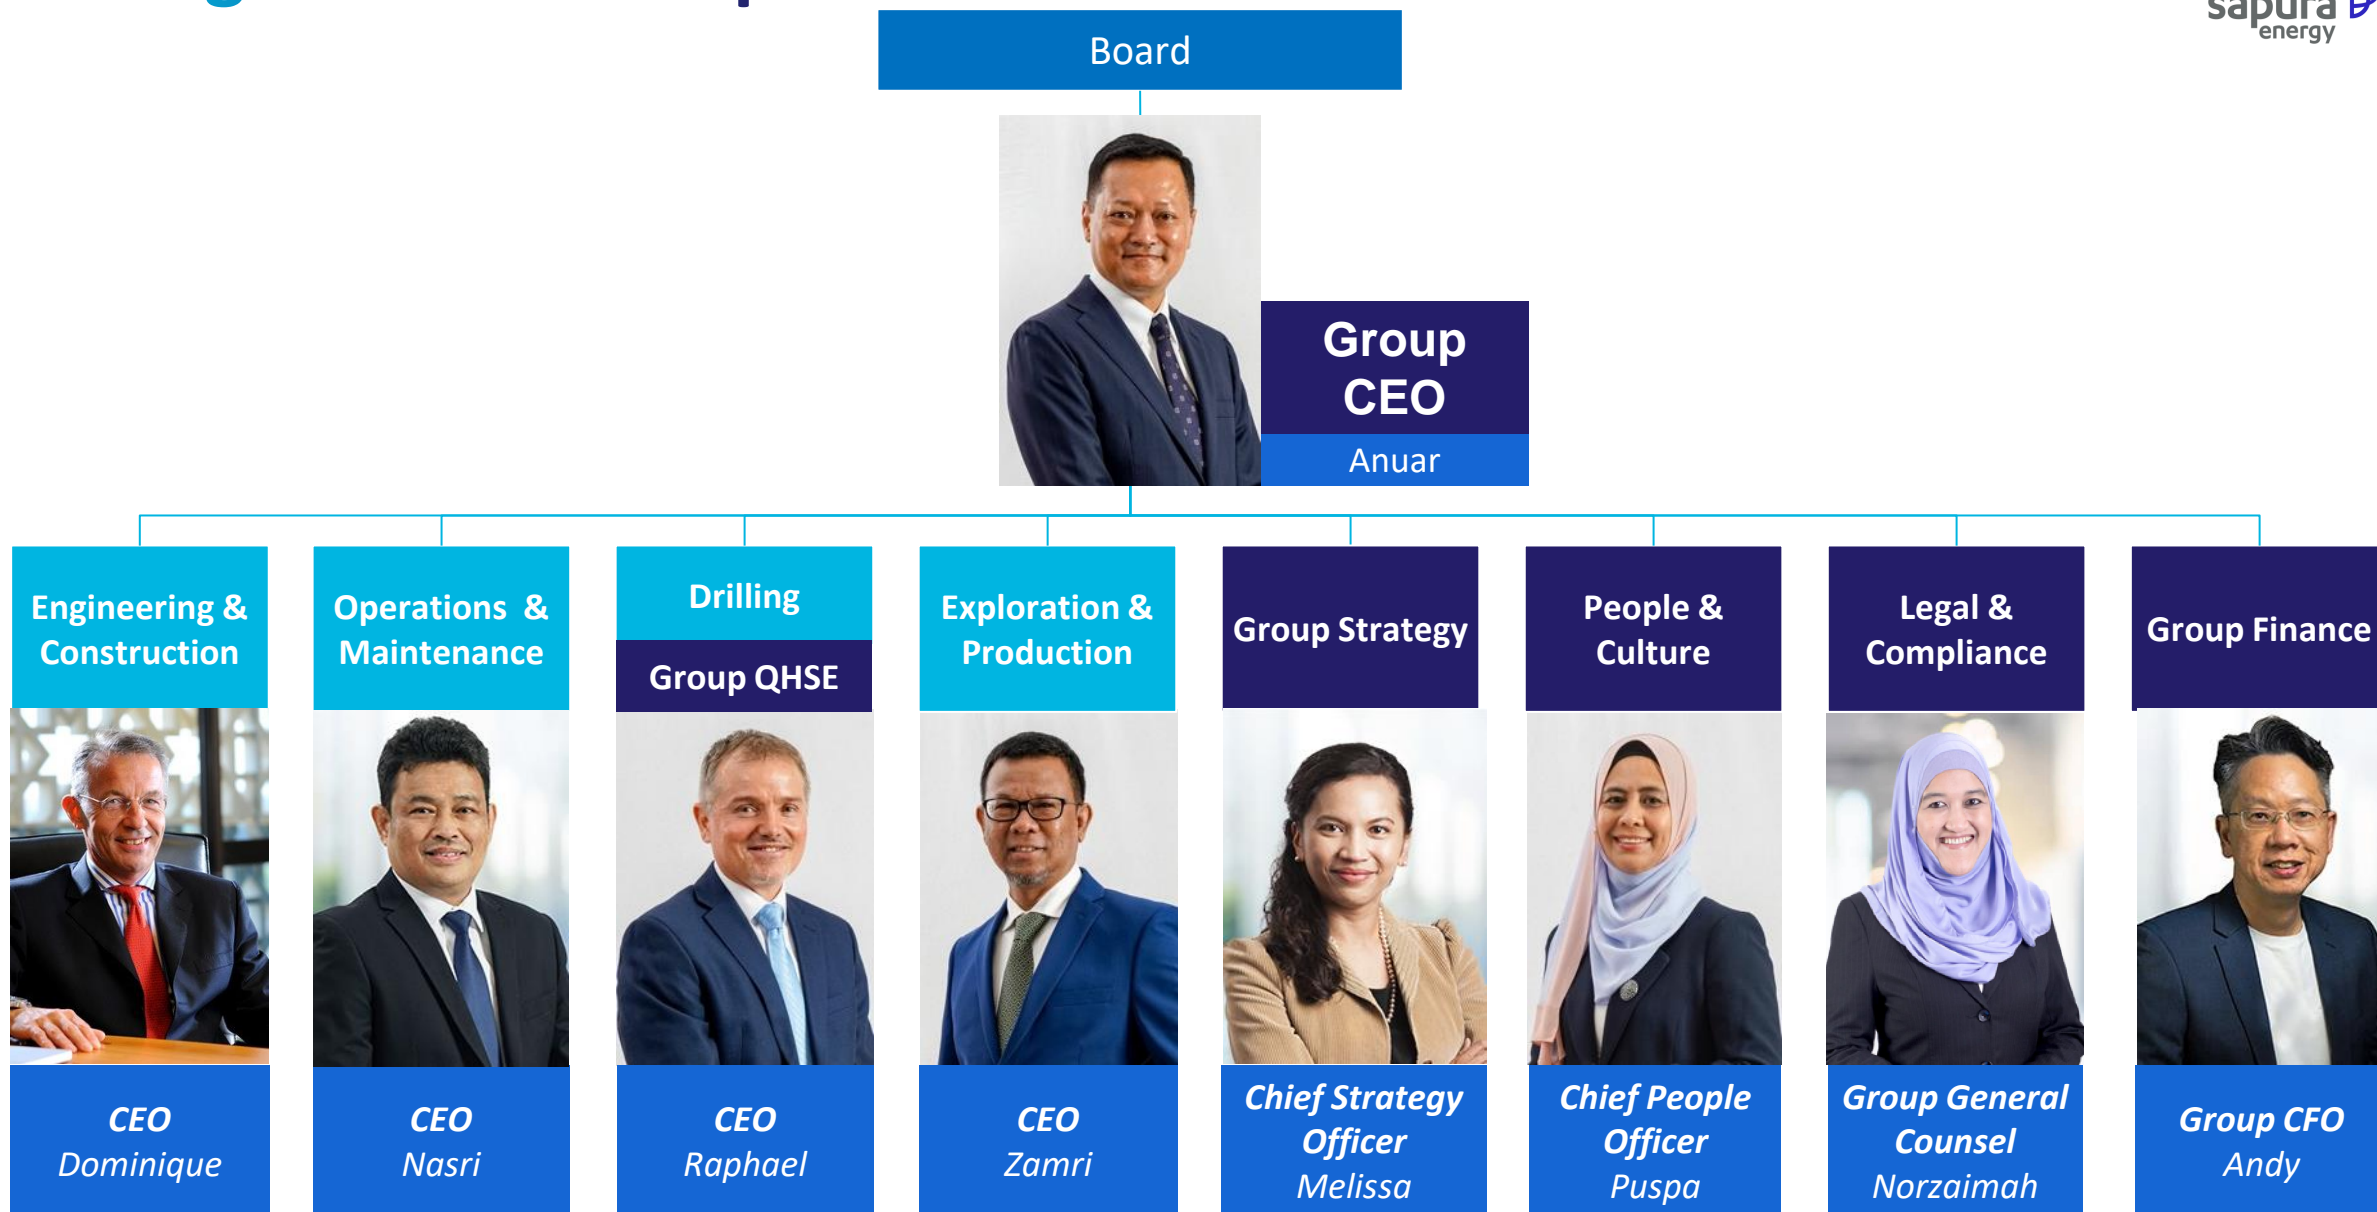 sapura
energy
Board
Group
CEO
Anuar
Engineering &
Construction
Operations &
Maintenance
Drilling
Group QHSE
Exploration &
Production
Group Strategy
People &
Culture
Legal &
Compliance
Group Finance
CEO
Dominique
CEO
Nasri
CEO
Raphael
CEO
Zamri
Chief Strategy
Officer
Melissa
Chief People
Officer
Puspa
Group General
Counsel
Norzaimah
Group CFO
Andy